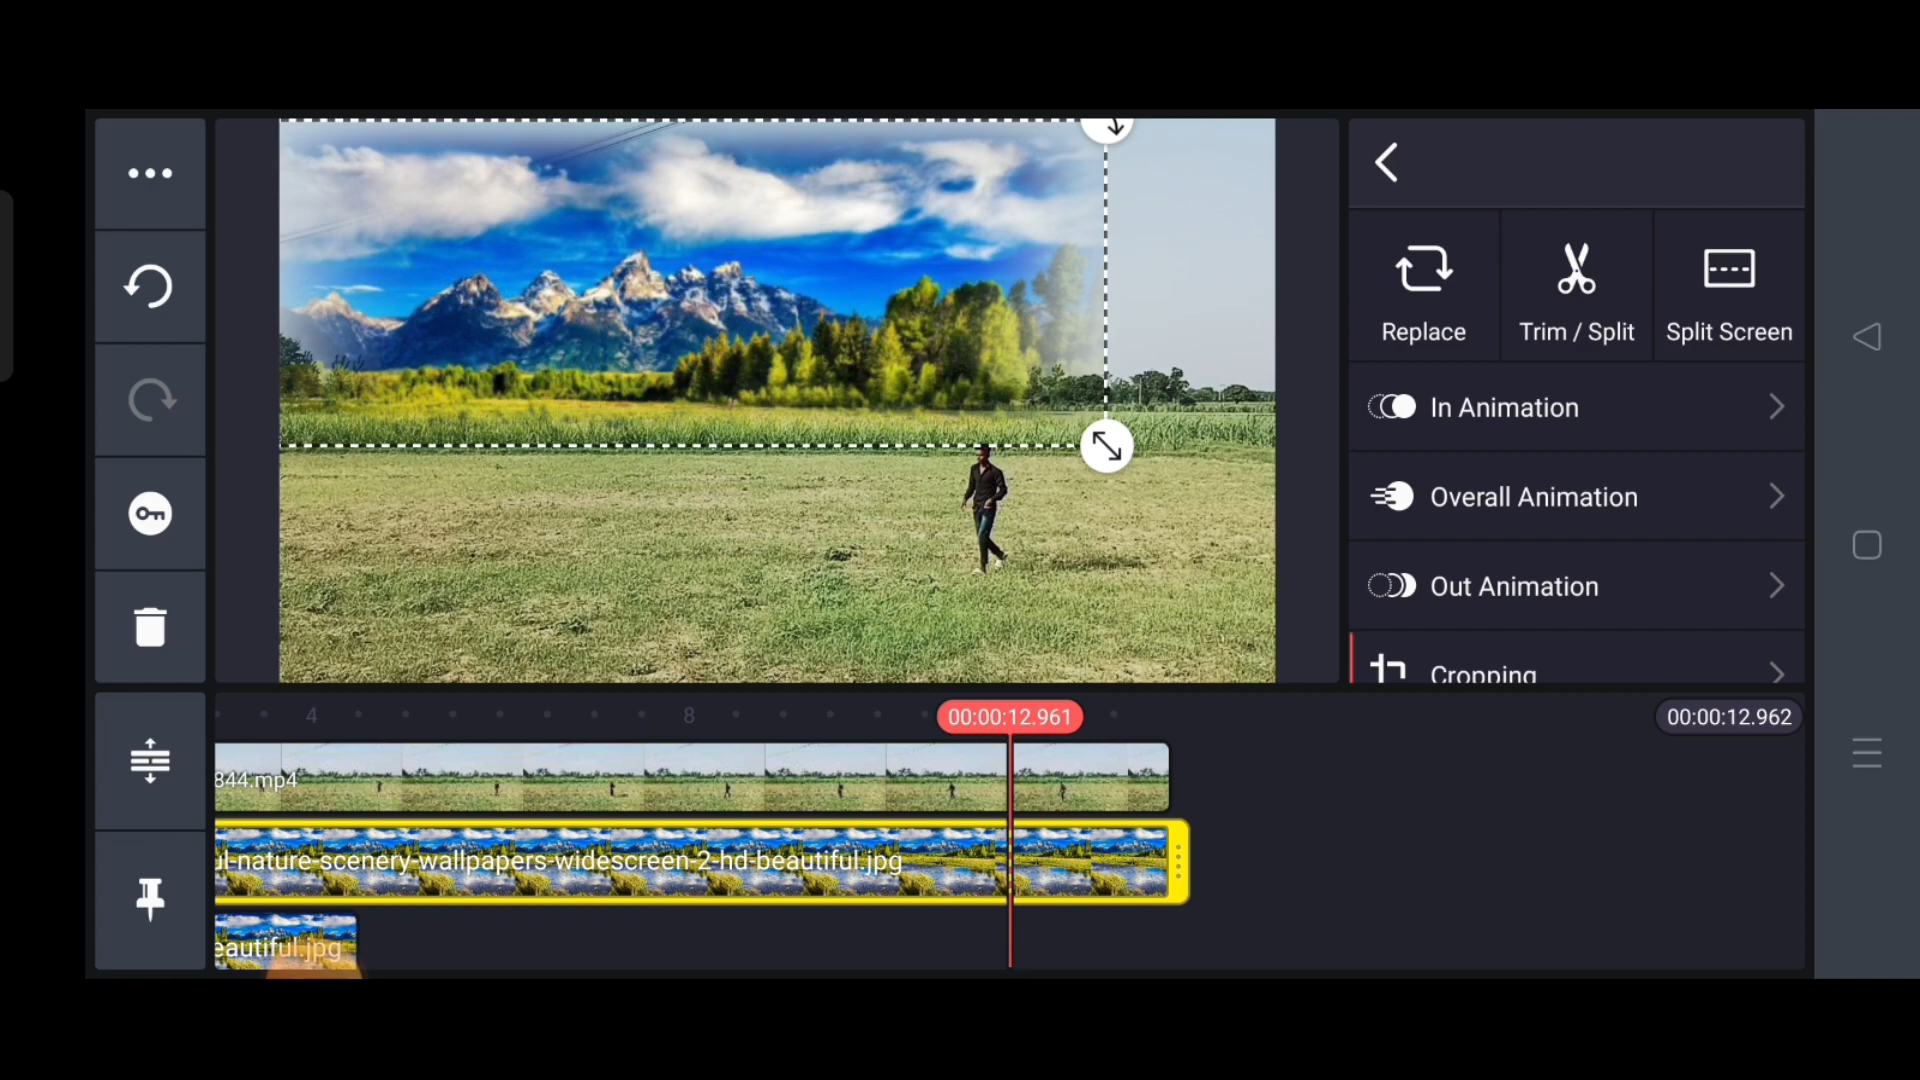 Replace
Trim / Split
Split Screen
In Animation
Overall Animation
Out Animation
Cropping
4
8
00:00:12.961
00:00:12.962
844.mp4
ul-nature-scenery-wallpapers-widescreen-2-hd-beautiful.jpg
eautiful.jpg